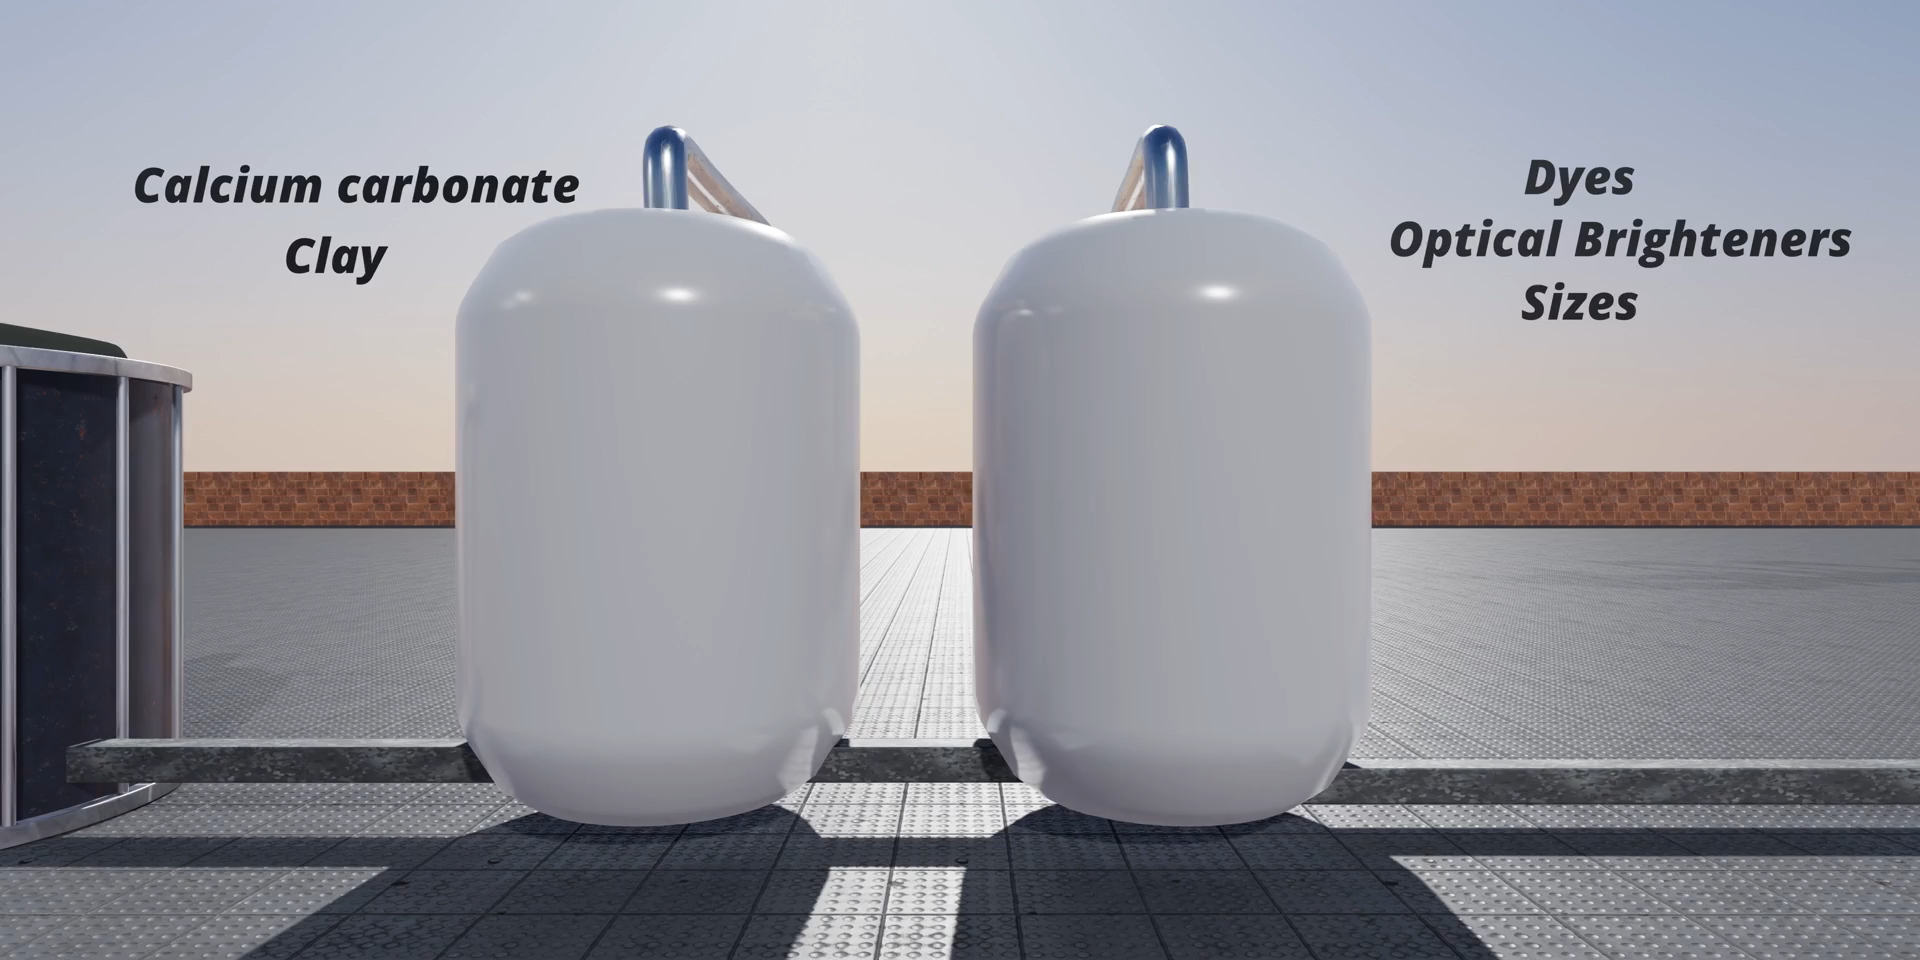 Calcium carbonate
Clay
Dyes
Optical Brighteners
Sizes